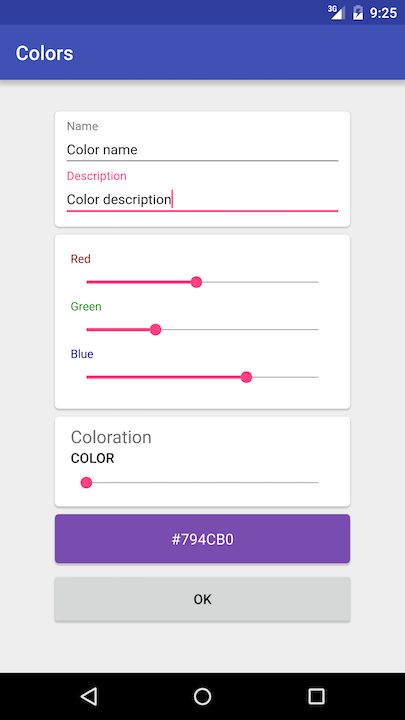 3G 9:25
Colors
Name
Color name
Description
Color description
Red
Green
Blue
Coloration
COLOR
#794CB0
OK